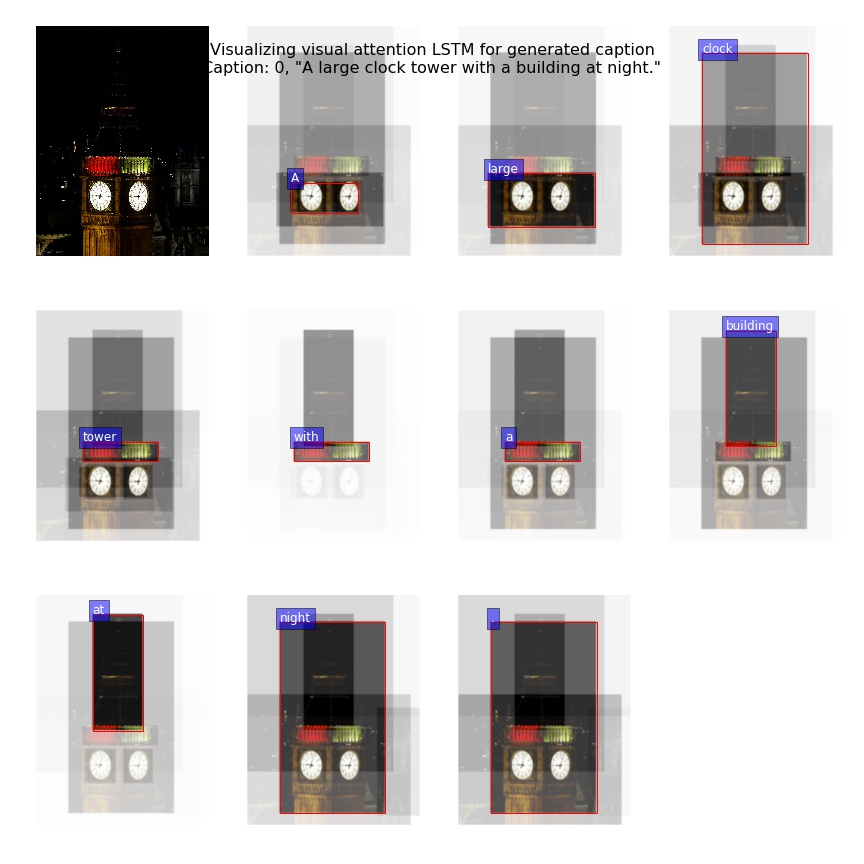 Visualizing visual attention LSTM for generated caption
Caption: 0, "A large clock tower with a building at night."
clock
A
large
building
tower
with
a
at
night
.